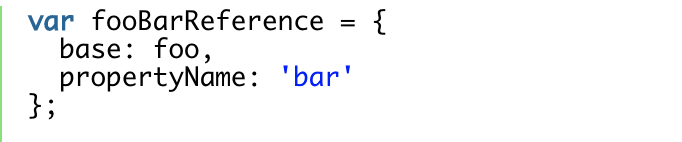 var fooBarReference = {
  base: foo,
  propertyName: 'bar'
};